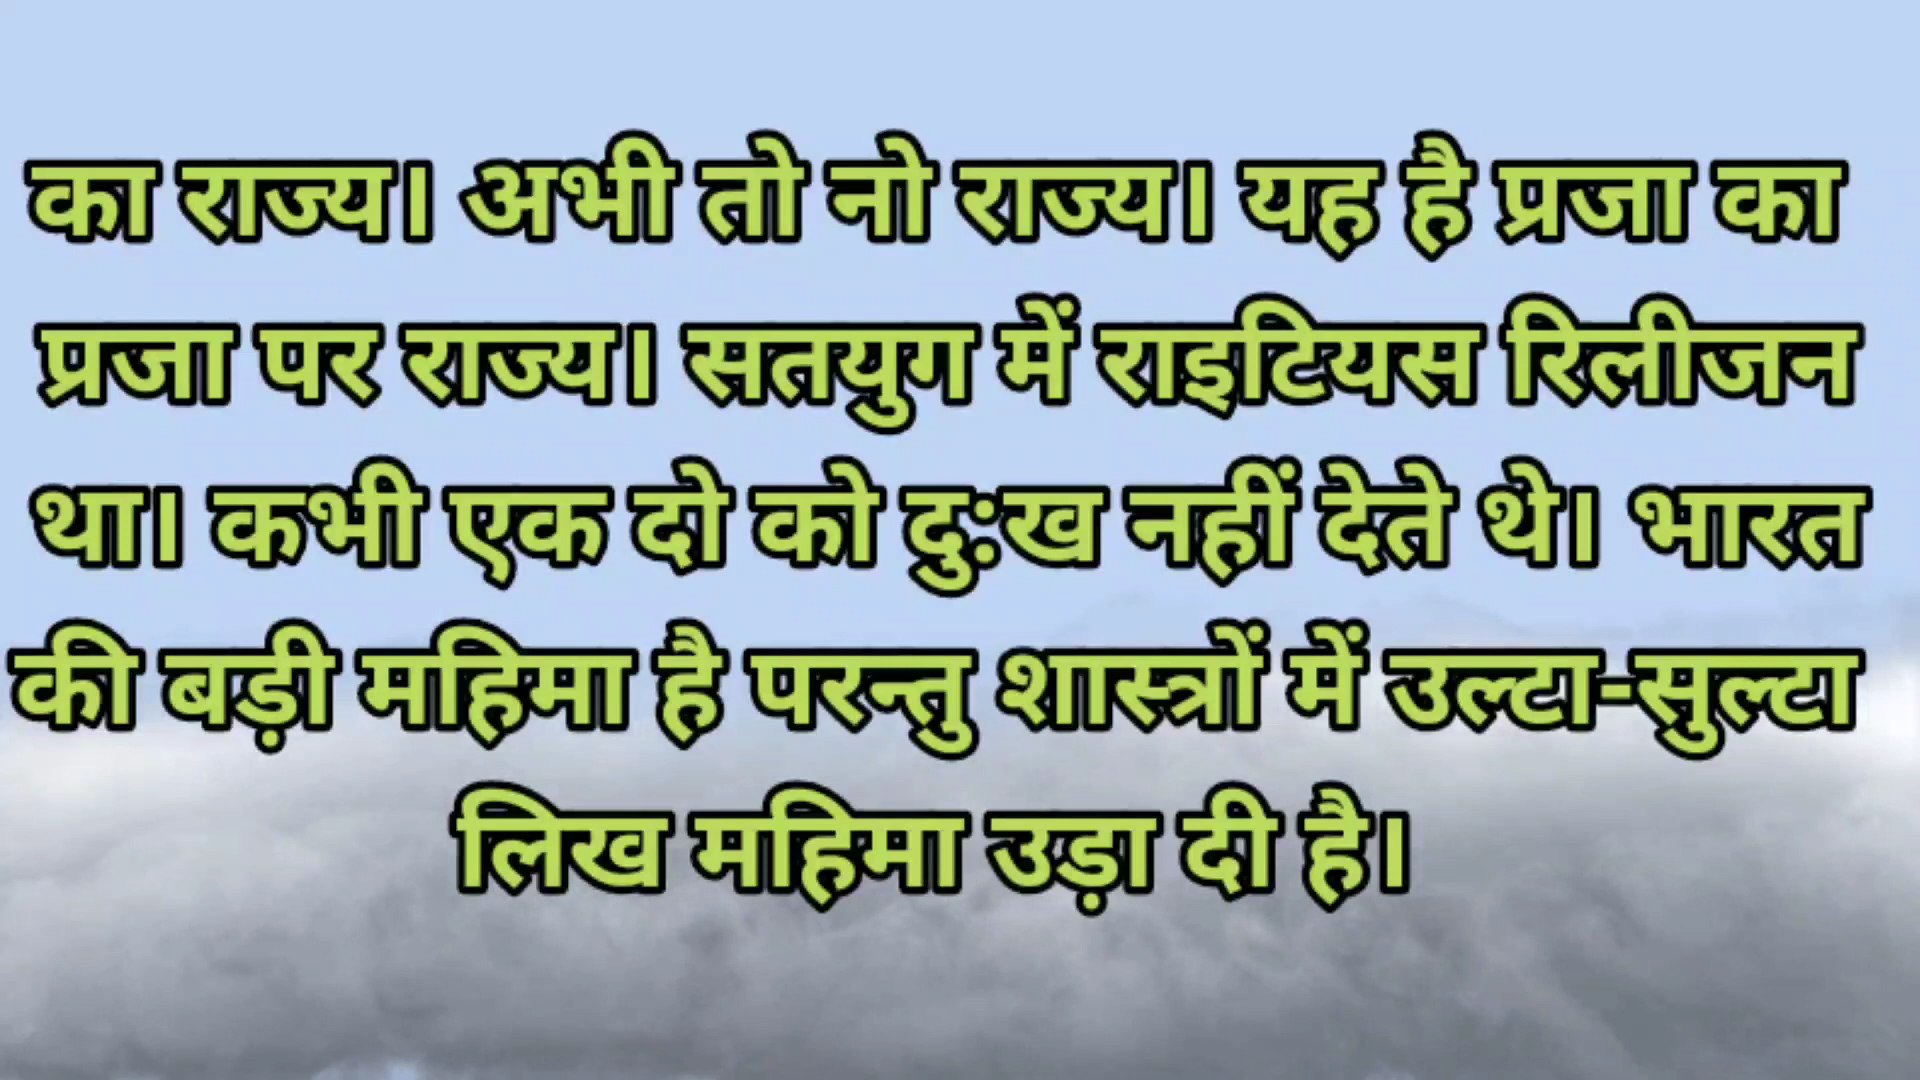 का राज्य। अभी तो नो राज्य। यह है प्रजा का
प्रजा पर राज्य। सतयुग में राइटियस रिलीजन
था। कभी एक दो को दु:ख नहीं देते थे। भारत
की बड़ी महिमा है परन्तु शास्त्रों में उल्टा-सुल्टा
लिख महिमा उड़ा दी है।